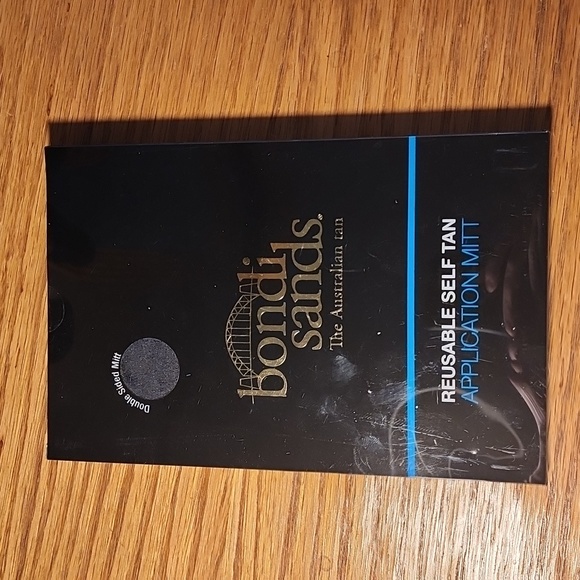 Double Sided Mitt
bondi
sands.
The Australian tan
REUSABLE SELF TAN
APPLICATION MITT